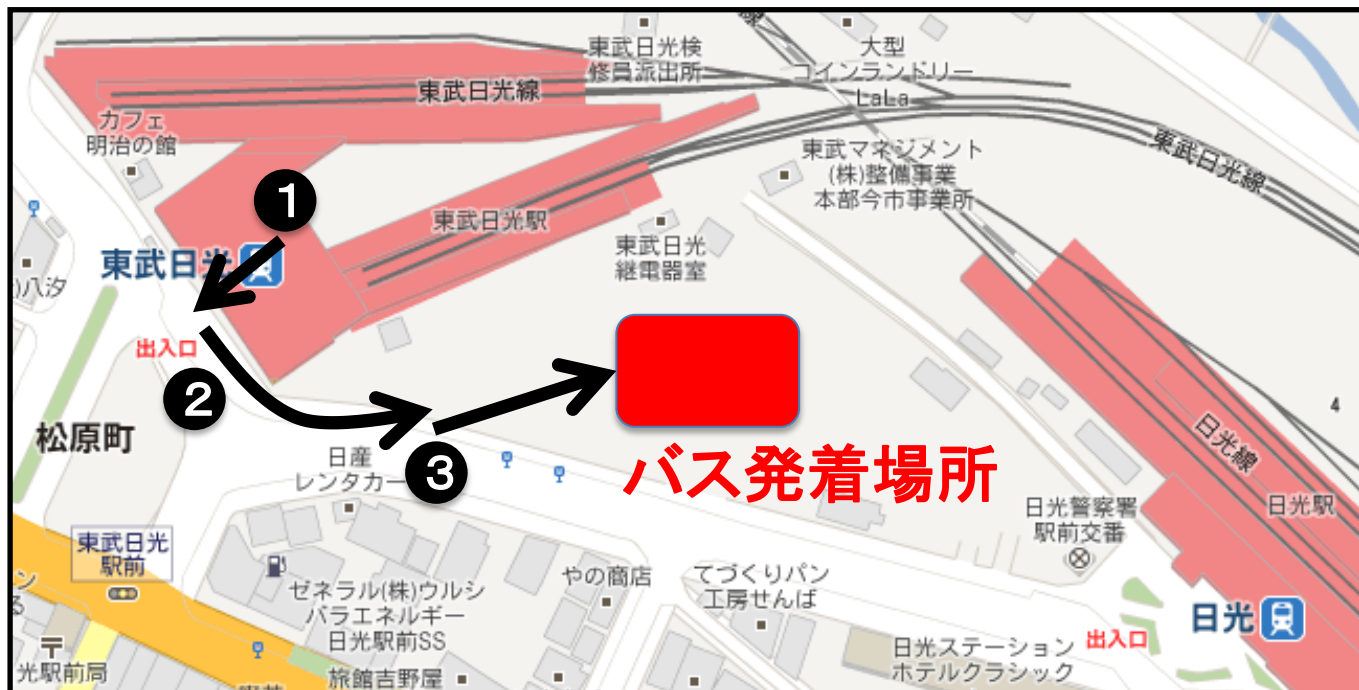 東武日光検
修員派出所
大型
コインランドリー
LaLa
東武日光線
カフェ
明治の館
東武マネジメント
(株)整備事業
本部今市事業所
東武日光線
1
東武日光駅
東武日光
継電器室
東武日光
)八汐
出入口
2
4
松原町
日産
レンタカー
3
バス発着場所
日光線
日光駅
日光警察署
駅前交番
東武日光
駅前
ン
る
ゼネラル(株)ウルシ
バラエネルギー
日光駅前SS
やの商店
てづくりパン
工房せんば
日光
出入口
日光ステーション
ホテルクラシック
光駅前局
旅館吉野屋